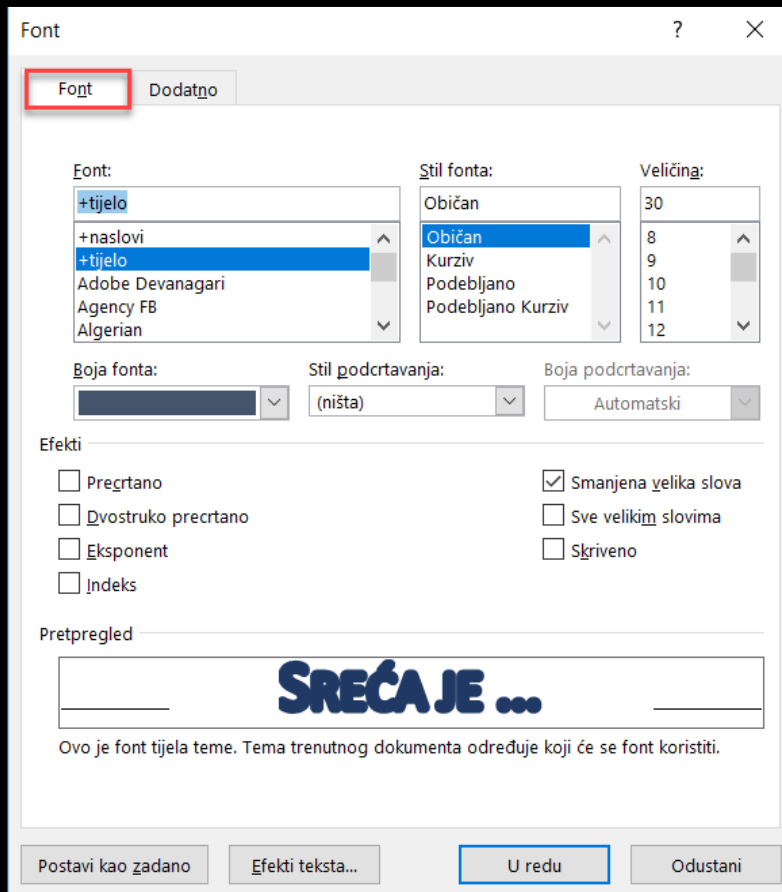 Font ?
Font Dodatno
Font: Stil fonta: Veličina:
+tijelo Običan 30
+naslovi Običan 8
+tijelo Kurziv 9
Adobe Devanagari Podebljano 10
Agency FB Podebljano Kurziv 11
Algerian 12
Boja fonta: Stil podcrtavanja: Boja podcrtavanja:
(ništa) Automatski
Efekti
Precrtano Smanjena velika slova
Dvostruko precrtano Sve velikim slovima
Eksponent Skriveno
Indeks
Pretpregled
SREĆA JE ...
Ovo je font tijela teme. Tema trenutnog dokumenta određuje koji će se font koristiti.
Postavi kao zadano Efekti teksta... U redu Odustani